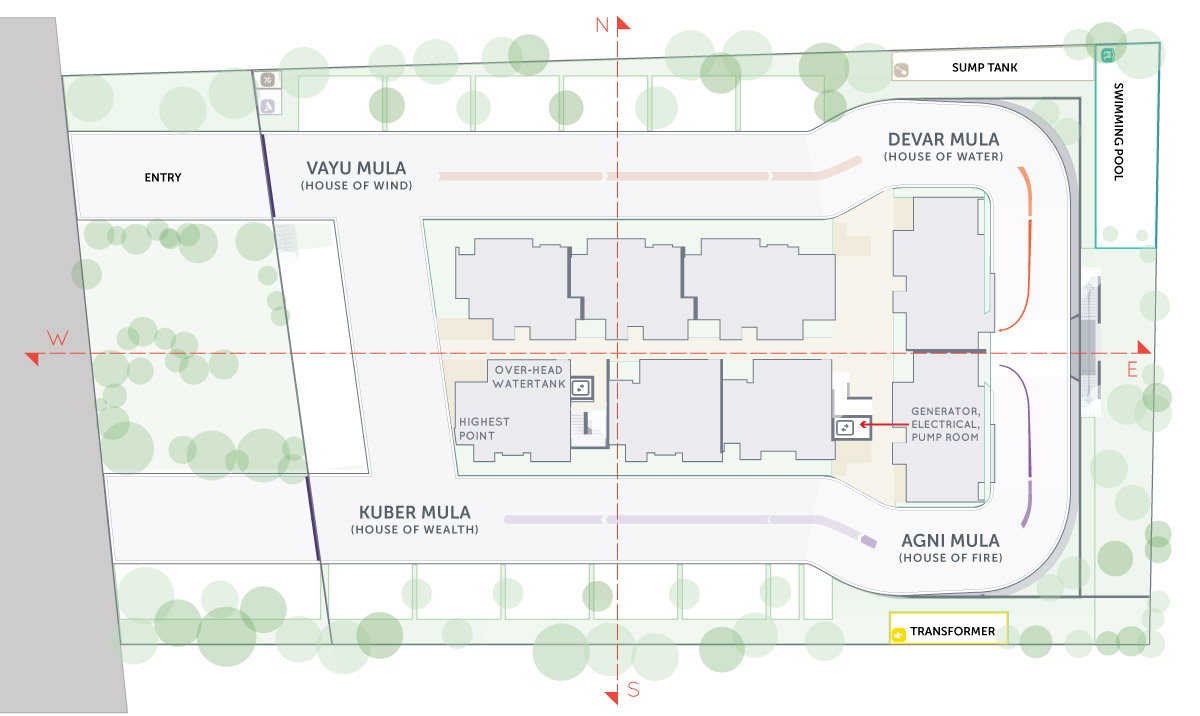 N
SUMP TANK
SWIMMING POOL
DEVAR MULA
(HOUSE OF WATER)
VAYU MULA
(HOUSE OF WIND)
ENTRY
W
E
OVER-HEAD
WATERTANK
HIGHEST
POINT
GENERATOR,
ELECTRICAL,
PUMP ROOM
KUBER MULA
(HOUSE OF WEALTH)
AGNI MULA
(HOUSE OF FIRE)
TRANSFORMER
S